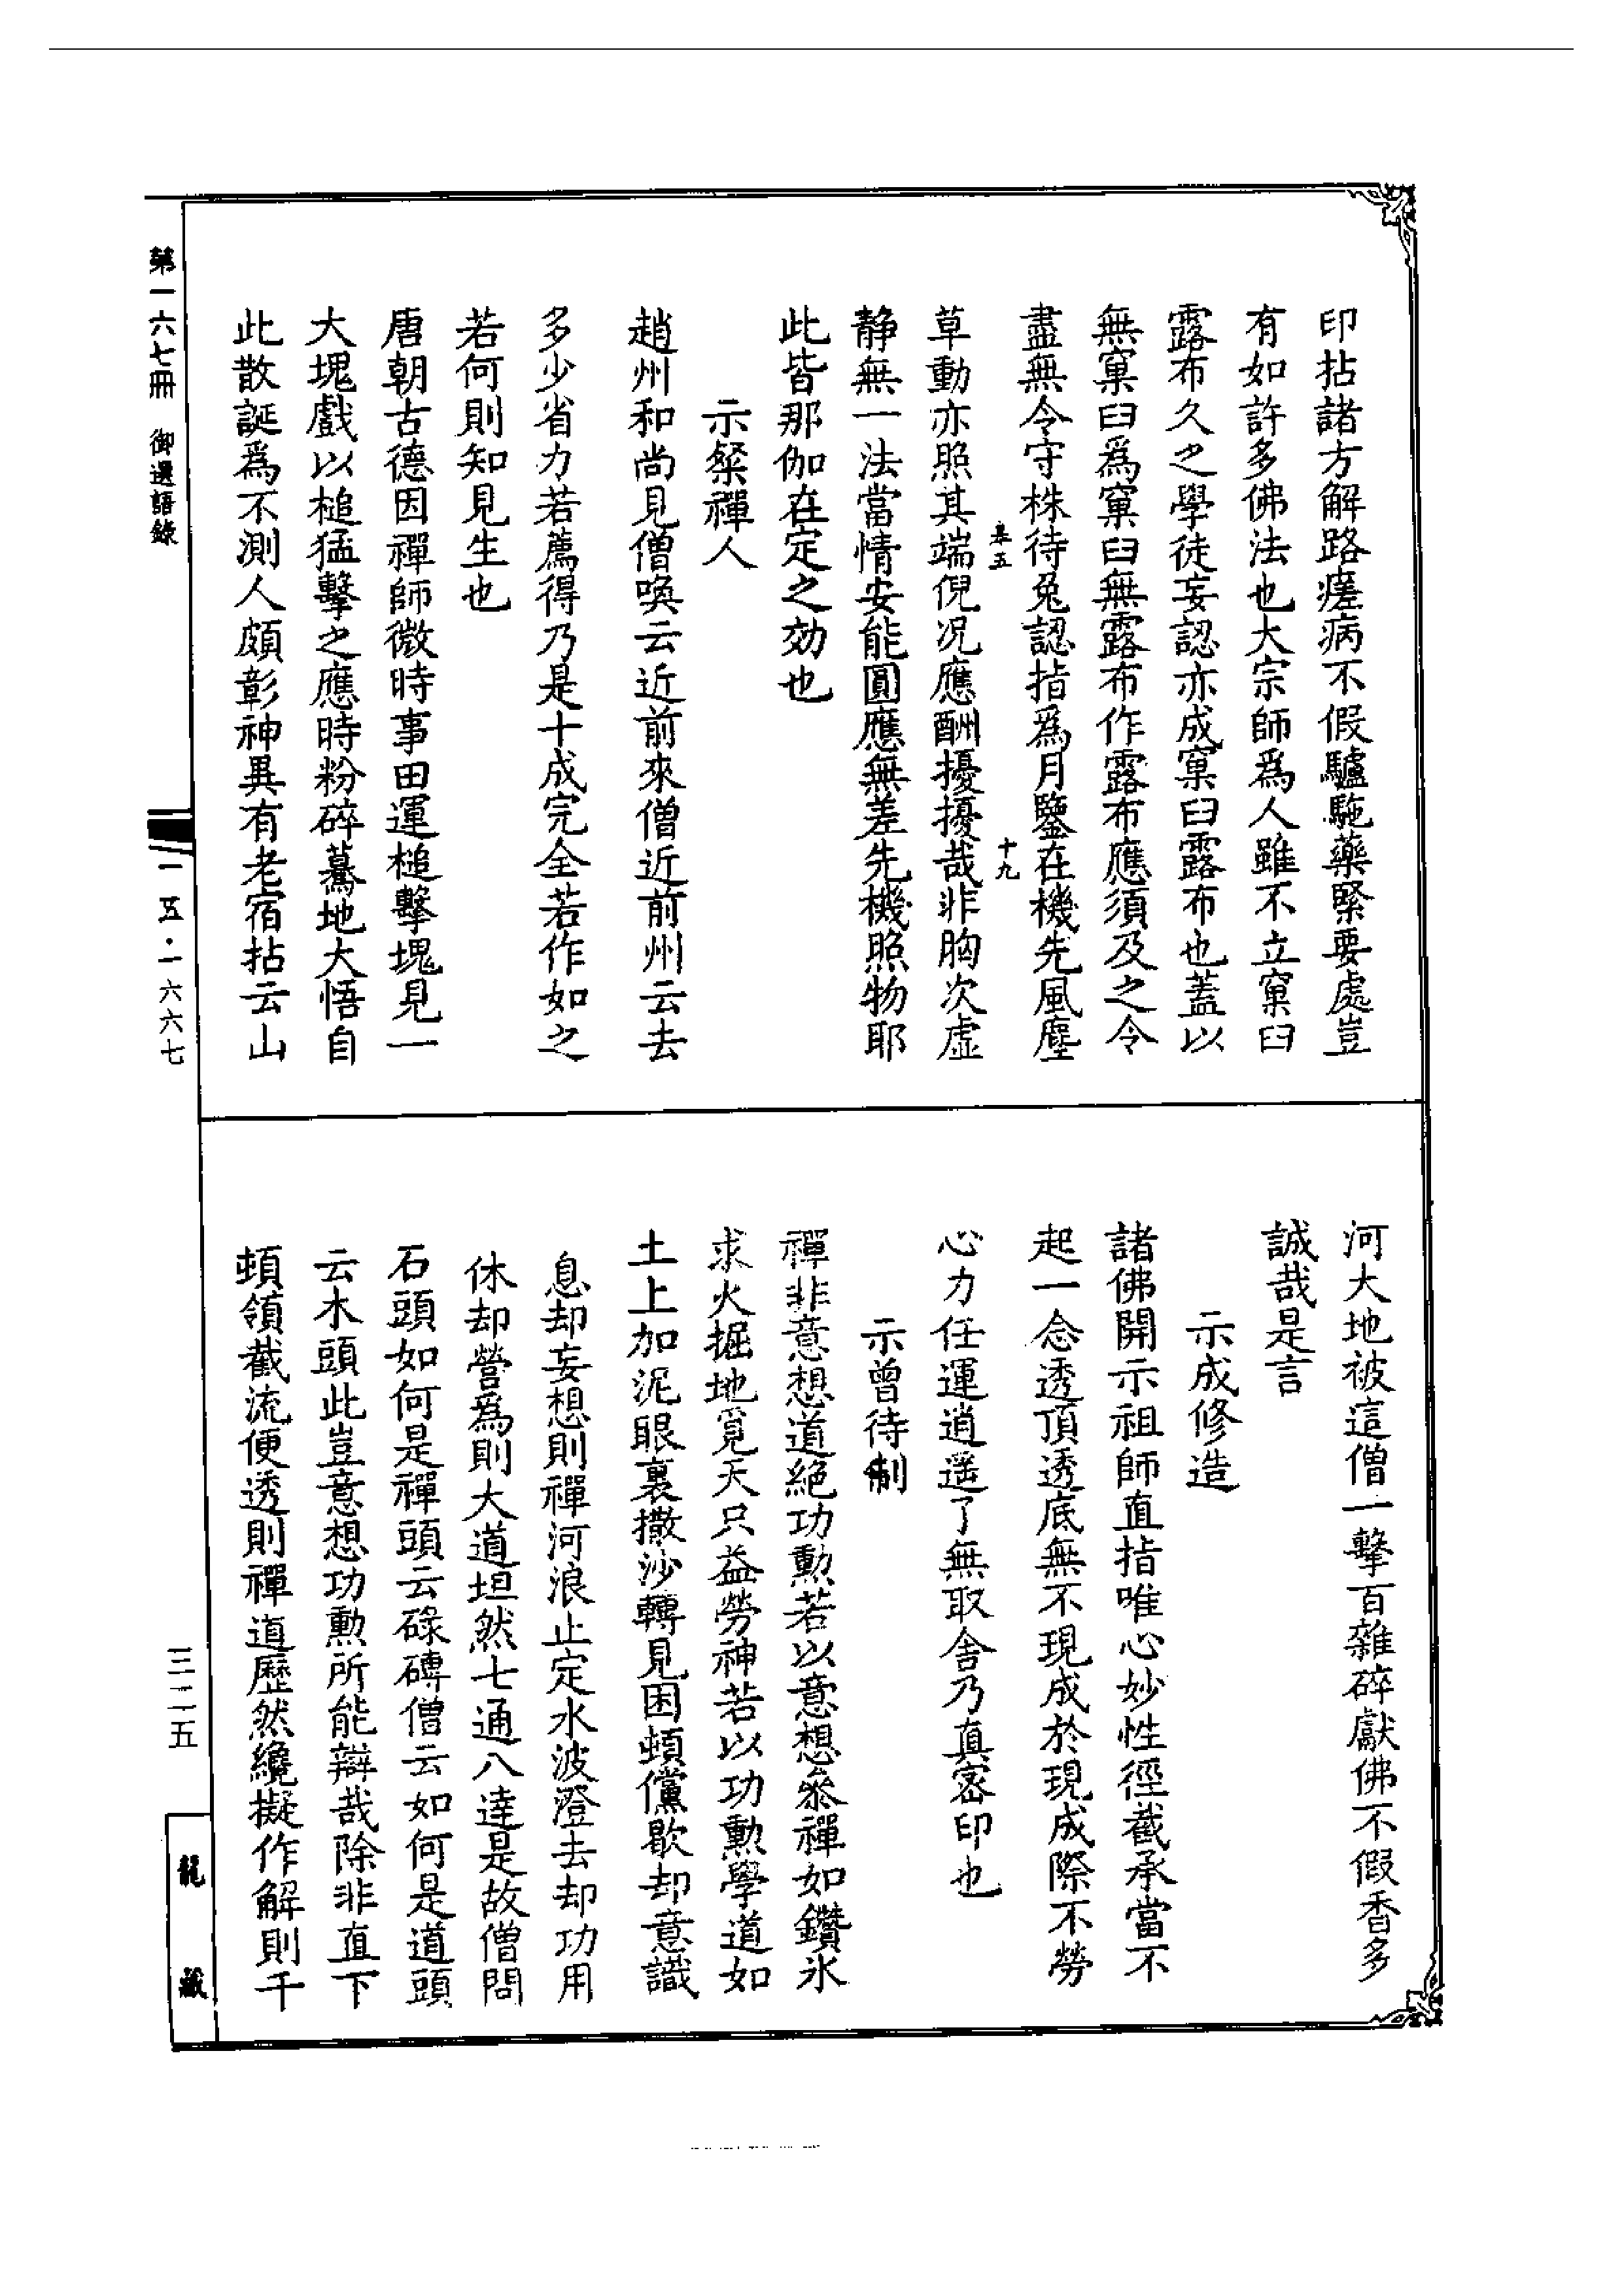 印拈諸方解路瘥病不假驢馳藥緊要處豈
有如許多佛法也大宗師爲人雖不立窠臼
露布久之學徒妄認亦成窠臼露布也蓋以
無窠臼爲窠臼無露布作露布應須及之令
盡無令守株待兔認指爲月鑒在機先風塵
卷五
十九
草動亦照其端倪况應酬擾擾哉非胸次虛
靜無一法當情安能圓應無差先機照物耶
此皆那伽在定之効也
示粲禪人
趙州和尚見僧喚云近前來僧近前州云去
多少省力若薦得乃是十成完全若作如之
若何則知見生也
唐朝古德因禪師微時事田運槌擊塊見一
大塊戲以槌猛擊之應時粉碎驀地大悟自
此散誕爲不測人頗彰神異有老宿拈云山
河大地被這僧一擊百雜碎獻佛不假香多
誠哉是言
示成修造
諸佛開示祖師直指唯心妙性徑截承當不
起一念透頂透底無不現成於現成際不勞
心力任運逍遥了無取舍乃真密印也
示曾待制
禪非意想道絕功勲若以意想叅禪如鑽氷
求火掘地覓天只益勞神若以功勲學道如
土上加泥眼裏撒沙轉見困頓儻歇却意識
息却妄想則禪河浪止定水波澄去却功用
休却營爲則大道坦然七通八達是故僧問
石頭如何是禪頭云碌磚僧云如何是道頭
云木頭此豈意想功勲所能辯哉除非直下
頓領截流便透則禪道歷然纔擬作解則千
第一六七冊 御選語錄
一五·一六六七
三二五
龍藏